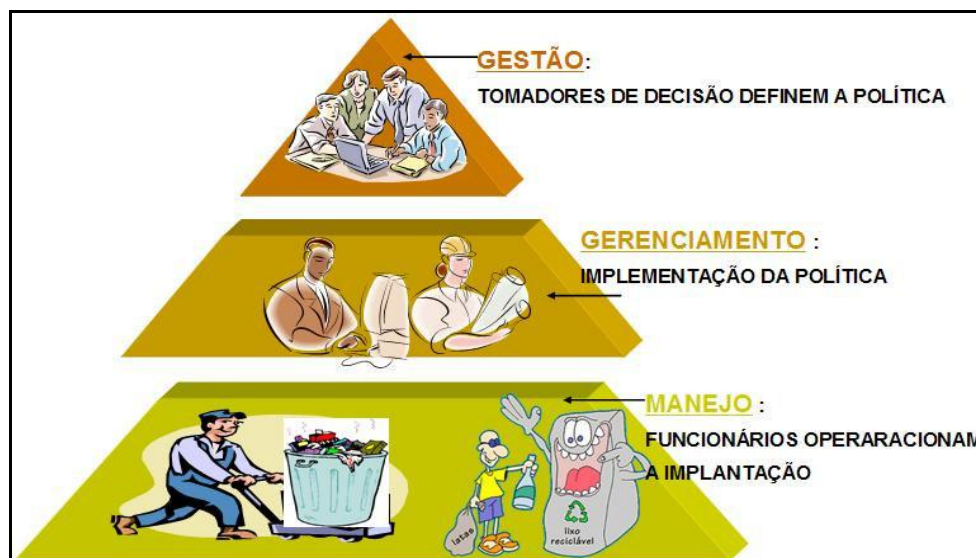 GESTÃO:
TOMADORES DE DECISÃO DEFINEM A POLÍTICA
GERENCIAMENTO :
IMPLEMENTAÇÃO DA POLÍTICA
MANEJO :
FUNCIONÁRIOS OPERARACIONAM
A IMPLANTAÇÃO
latas
lixo
reciclável